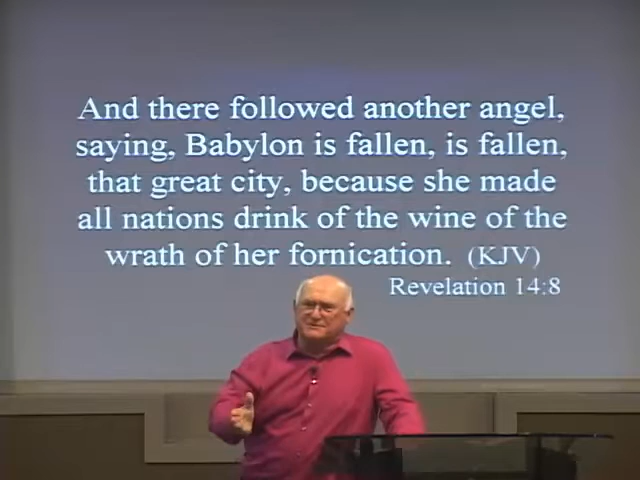 And there followed another angel,
saying, Babylon is fallen, is fallen,
that great city, because she made
all nations drink of the wine of the
wrath of her fornication. (KJV)
Revelation 14:8